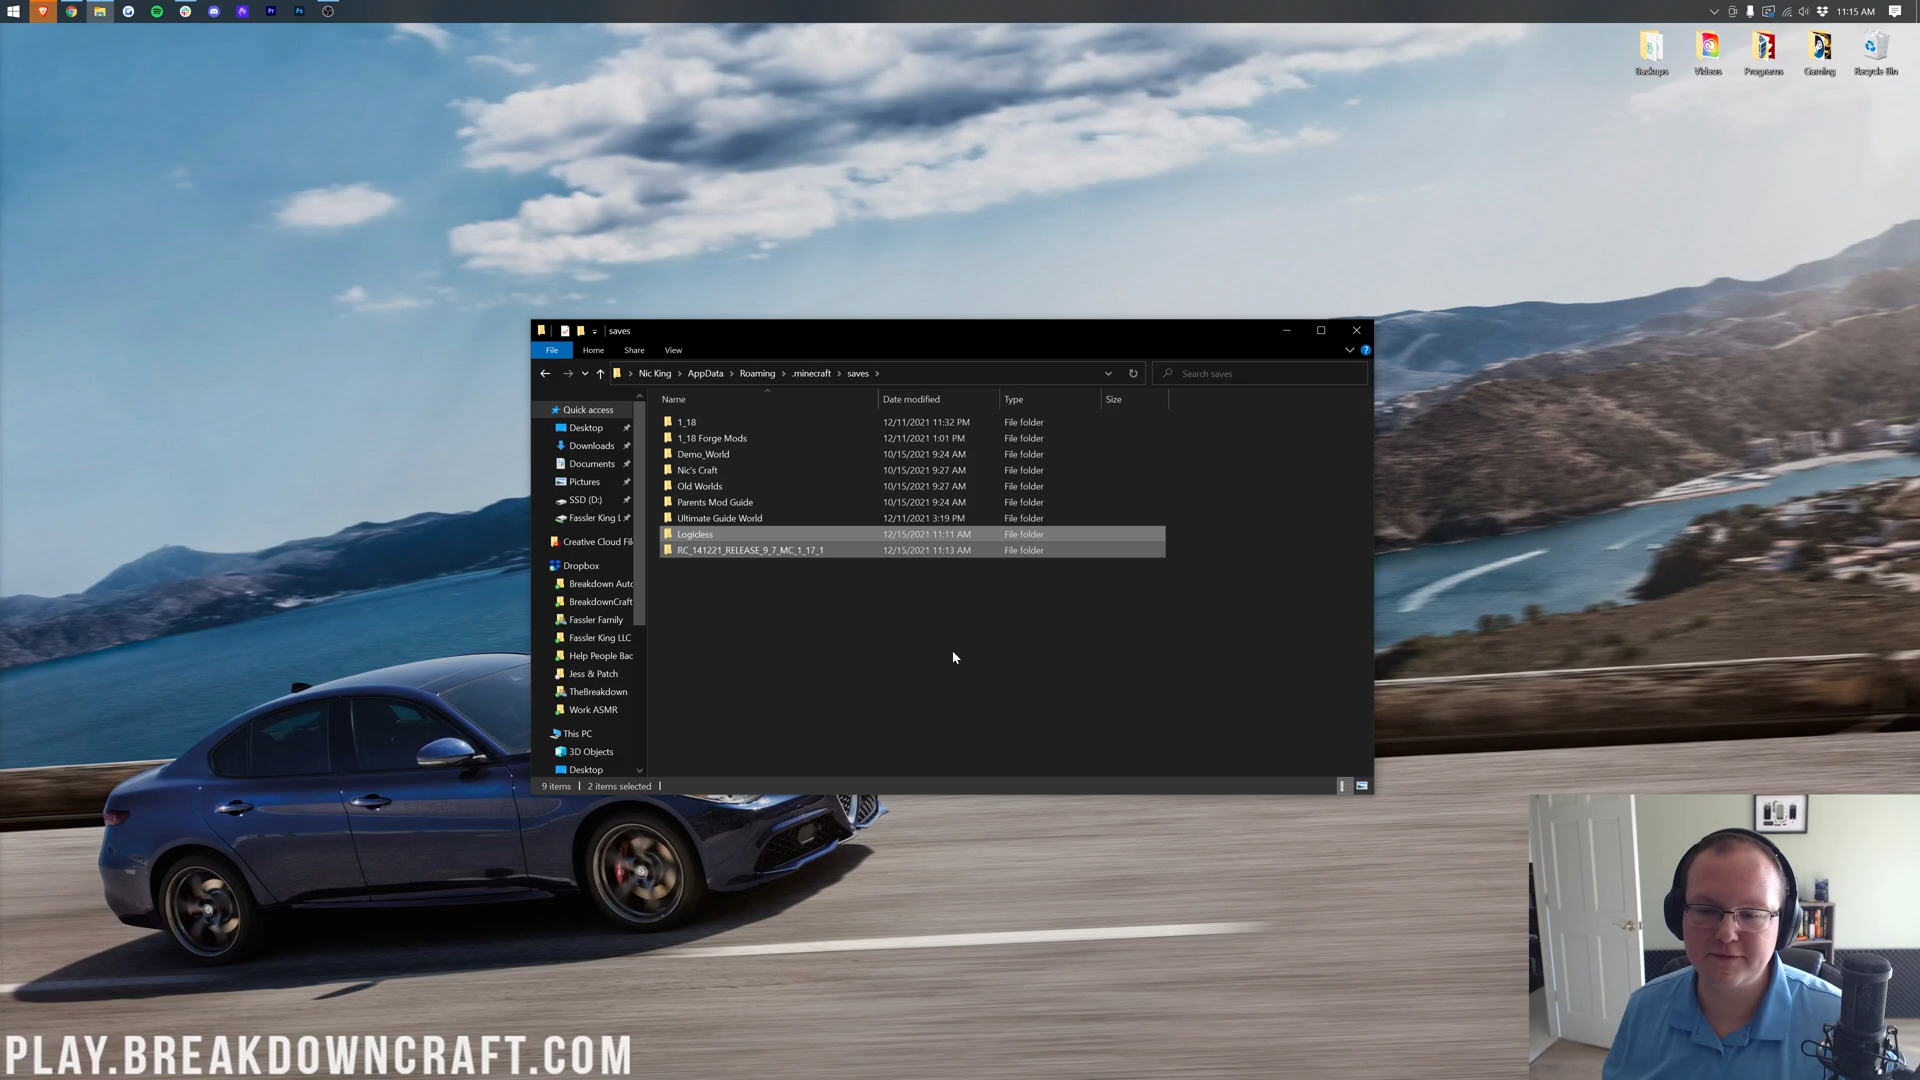 11:15 AM
Backups
Videos
Programs
Gaming
Recycle Bin
saves
File
Home
Share
View
Nic King > AppData > Roaming > .minecraft > saves >
Search saves
Name
Date modified
Type
Size
Quick access
Desktop
Downloads
Documents
Pictures
SSD (D:)
Fassler King L
Creative Cloud Fil
Dropbox
Breakdown Auto
BreakdownCraft
Fassler Family
Fassler King LLC
Help People Bac
Jess & Patch
TheBreakdown
Work ASMR
This PC
3D Objects
Desktop
1_18 12/11/2021 11:32 PM File folder
1_18 Forge Mods 12/11/2021 1:01 PM File folder
Demo_World 10/15/2021 9:24 AM File folder
Nic's Craft 10/15/2021 9:27 AM File folder
Old Worlds 10/15/2021 9:27 AM File folder
Parents Mod Guide 10/15/2021 9:24 AM File folder
Ultimate Guide World 12/11/2021 3:19 PM File folder
Logicless 12/15/2021 11:11 AM File folder
RC_141221_RELEASE_9_7_MC_1_17_1 12/15/2021 11:13 AM File folder
9 items
2 items selected
PLAY.BREAKDOWNCRAFT.COM